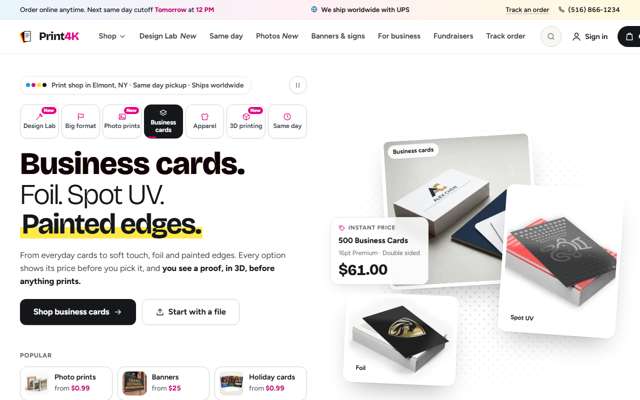 Order online anytime. Next same day cutoff Tomorrow at 12 PM
We ship worldwide with UPS
Track an order
(516) 866-1234
Print4K
Shop
Design Lab New
Same day
Photos New
Banners & signs
For business
Fundraisers
Track order
Sign in
Print shop in Elmont, NY · Same day pickup · Ships worldwide
New
Design Lab
Big format
New
Photo prints
Business cards
Apparel
New
3D printing
Same day
Business cards.
Foil. Spot UV.
Painted edges.
From everyday cards to soft touch, foil and painted edges. Every option
shows its price before you pick it, and you see a proof, in 3D, before
anything prints.
Shop business cards →
Start with a file
POPULAR
Photo prints
from $0.99
Banners
from $25
Holiday cards
from $0.99
Business cards
ALEX CHEN
INSTANT PRICE
500 Business Cards
16pt Premium · Double sided
$61.00
Spot UV
Foil